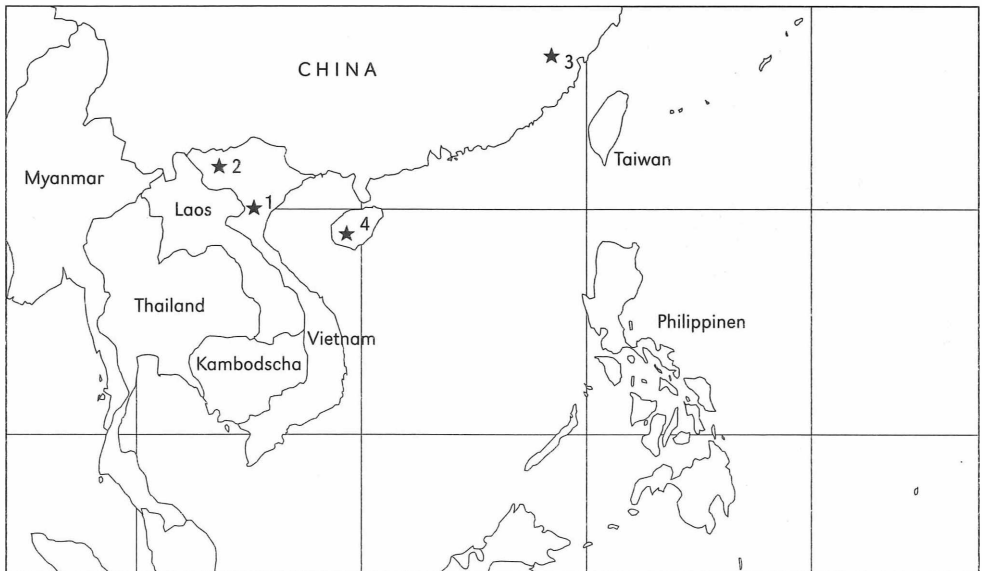 CHINA
★ 3
Taiwan
★ 2
Myanmar
★ 1
Laos
★ 4
Thailand
Vietnam
Philippinen
Kambodscha